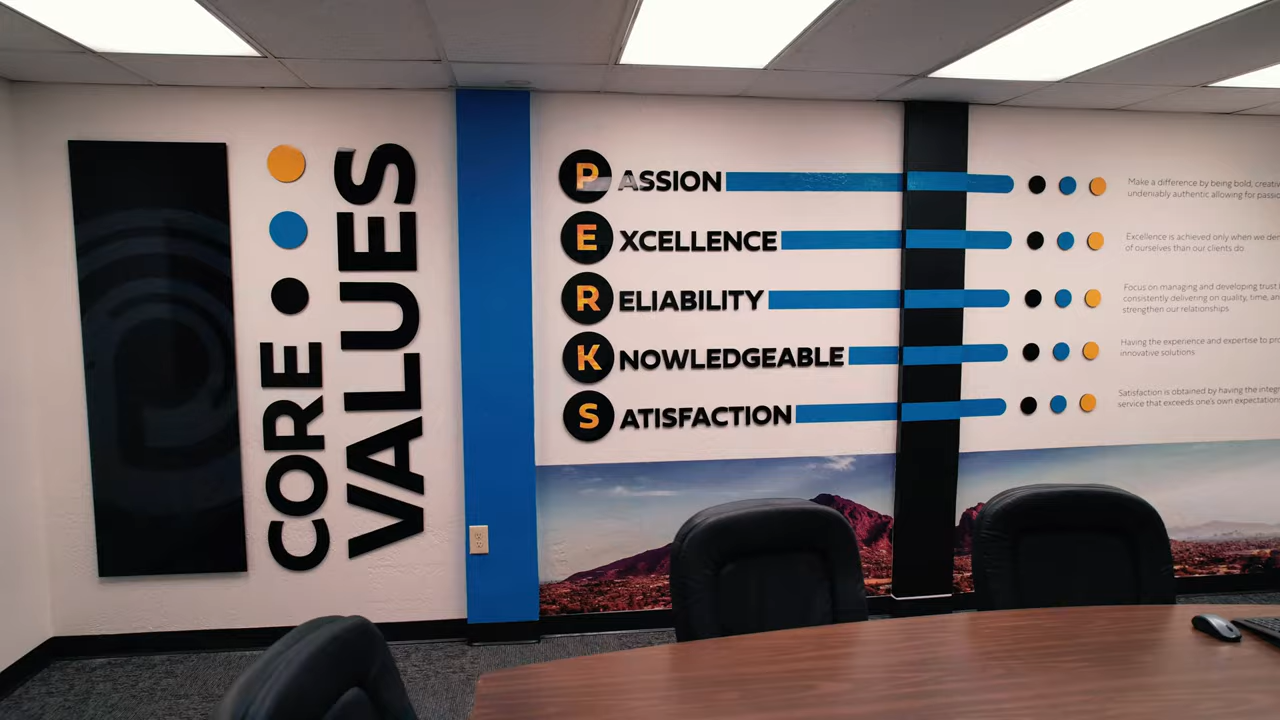 CORE
VALUES
PASSION
Make a difference by being bold, creati
undeniably authentic allowing for passio
EXCELLENCE
Excellence is achieved only when we de
of ourselves than our clients do
RELIABILITY
Focus on managing and developing trust
consistently delivering on quality, time, an
strengthen our relationships
KNOWLEDGEABLE
Having the experience and expertise to pro
innovative solutions
SATISFACTION
Satisfaction is obtained by having the integ
service that exceeds one's own expectations